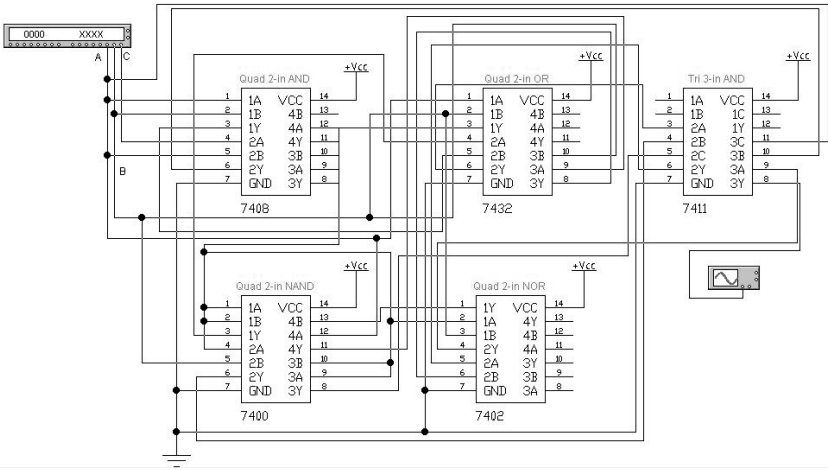 0000 XXXX
A C
B
Quad 2-in AND
+Vcc
1 1A VCC 14
2 1B 4B 13
3 1Y 4A 12
4 2A 4Y 11
5 2B 3B 10
6 2Y 3A 9
7 GND 3Y 8
7408
Quad 2-in OR
+Vcc
1 1A VCC 14
2 1B 4B 13
3 1Y 4A 12
4 2A 4Y 11
5 2B 3B 10
6 2Y 3A 9
7 GND 3Y 8
7432
Tri 3-in AND
+Vcc
1 1A VCC 14
2 1B 1C 13
3 2A 1Y 12
4 2B 3C 11
5 2C 3B 10
6 2Y 3A 9
7 GND 3Y 8
7411
Quad 2-in NAND
+Vcc
1 1A VCC 14
2 1B 4B 13
3 1Y 4A 12
4 2A 4Y 11
5 2B 3B 10
6 2Y 3A 9
7 GND 3Y 8
7400
Quad 2-in NOR
+Vcc
1 1Y VCC 14
2 1A 4Y 13
3 1B 4B 12
4 2Y 4A 11
5 2A 3Y 10
6 2B 3B 9
7 GND 3A 8
7402